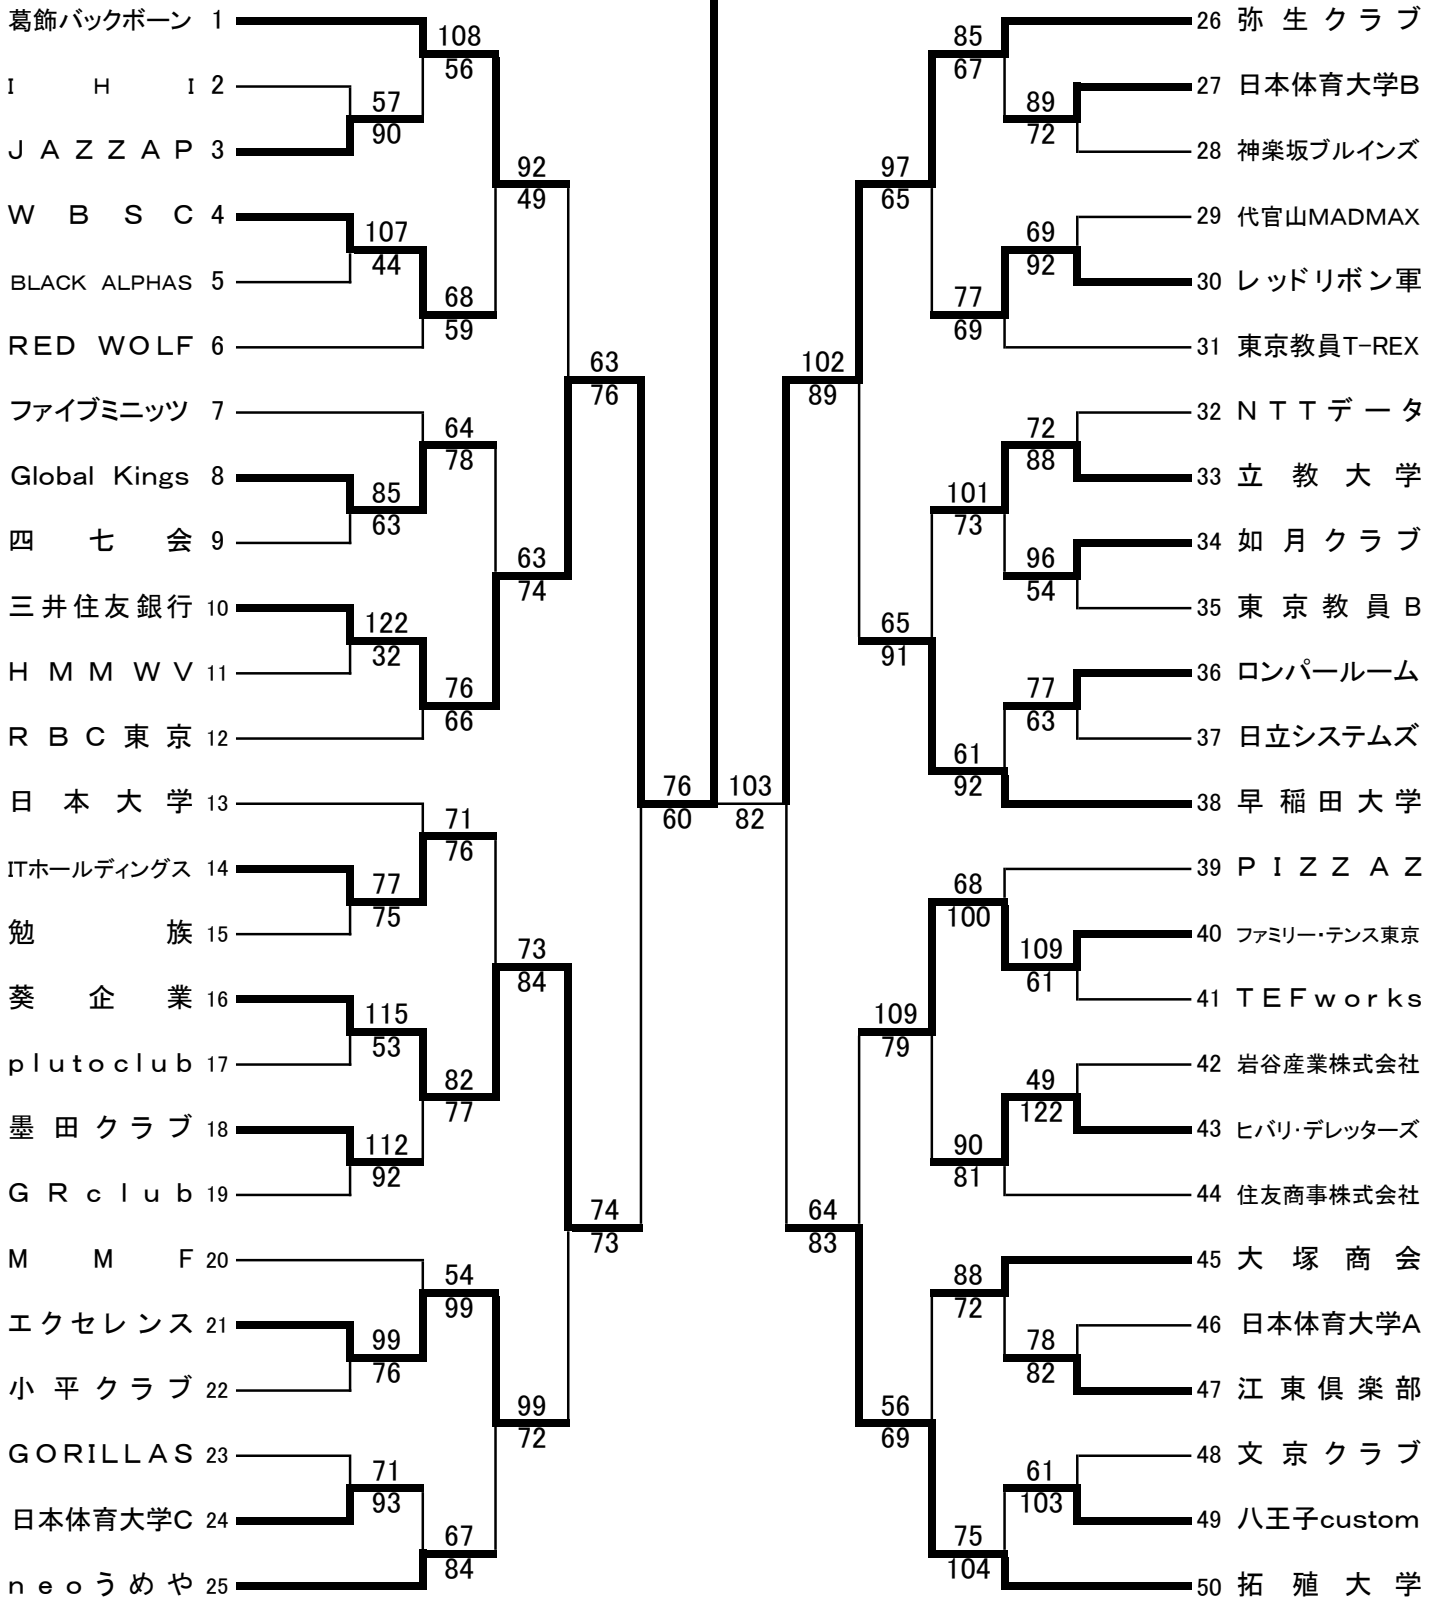 葛飾バックボーン 1
108
85
26 弥生クラブ
56
67
I H I 2
27 日本体育大学B
57
89
90
72
JAZZAP 3
28 神楽坂ブルインズ
92
97
49
65
WBSC 4
29 代官山MADMAX
107
69
44
92
BLACK ALPHAS 5
30 レッドリボン軍
68
77
59
69
RED WOLF 6
31 東京教員T-REX
63
102
76
89
ファイブミニッツ 7
32 NTTデータ
64
72
78
88
Global Kings 8
33 立教大学
85
101
63
73
四七会 9
34 如月クラブ
63
96
74
54
三井住友銀行 10
35 東京教員B
122
65
32
91
HMMWV 11
36 ロンパールーム
76
77
66
63
RBC東京 12
37 日立システムズ
61
92
76
103
60
82
日本大学 13
38 早稲田大学
71
76
ITホールディングス 14
39 PIZZAZ
77
68
75
100
勉族 15
40 ファミリー・テンス東京
73
109
84
61
葵企業 16
41 TEFworks
115
109
53
79
plutoclub 17
42 岩谷産業株式会社
82
49
77
122
墨田クラブ 18
43 ヒバリ・デレッターズ
112
90
92
81
GRclub 19
44 住友商事株式会社
74
64
73
83
MMF 20
45 大塚商会
54
88
99
72
エクセレンス 21
46 日本体育大学A
99
78
76
82
小平クラブ 22
47 江東倶楽部
99
56
72
69
GORILLAS 23
48 文京クラブ
71
61
93
103
日本体育大学C 24
49 八王子custom
67
75
84
104
neoうめや 25
50 拓殖大学